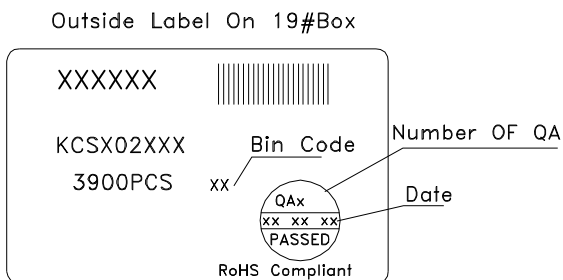 Outside Label On 19#Box
XXXXXX
KCSX02XXX
Bin Code
Number OF QA
3900PCS
xx
Date
QAx
xx xx xx
PASSED
RoHS Compliant